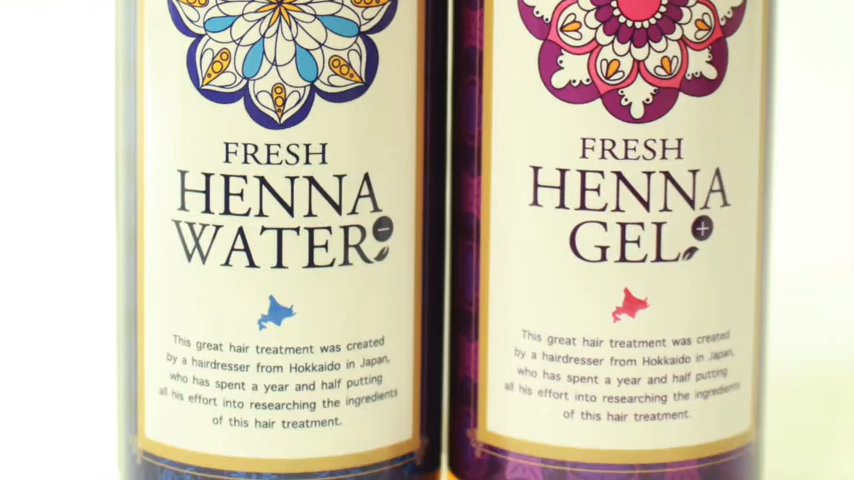 FRESH
HENNA
WATER
−
This great hair treatment was created
by a hairdresser from Hokkaido in Japan,
who has spent a year and half putting
all his effort into researching the ingredients
of this hair treatment.
FRESH
HENNA
GEL
+
This great hair treatment was created
by a hairdresser from Hokkaido in Japan,
who has spent a year and half putting
all his effort into researching the ingredients
of this hair treatment.